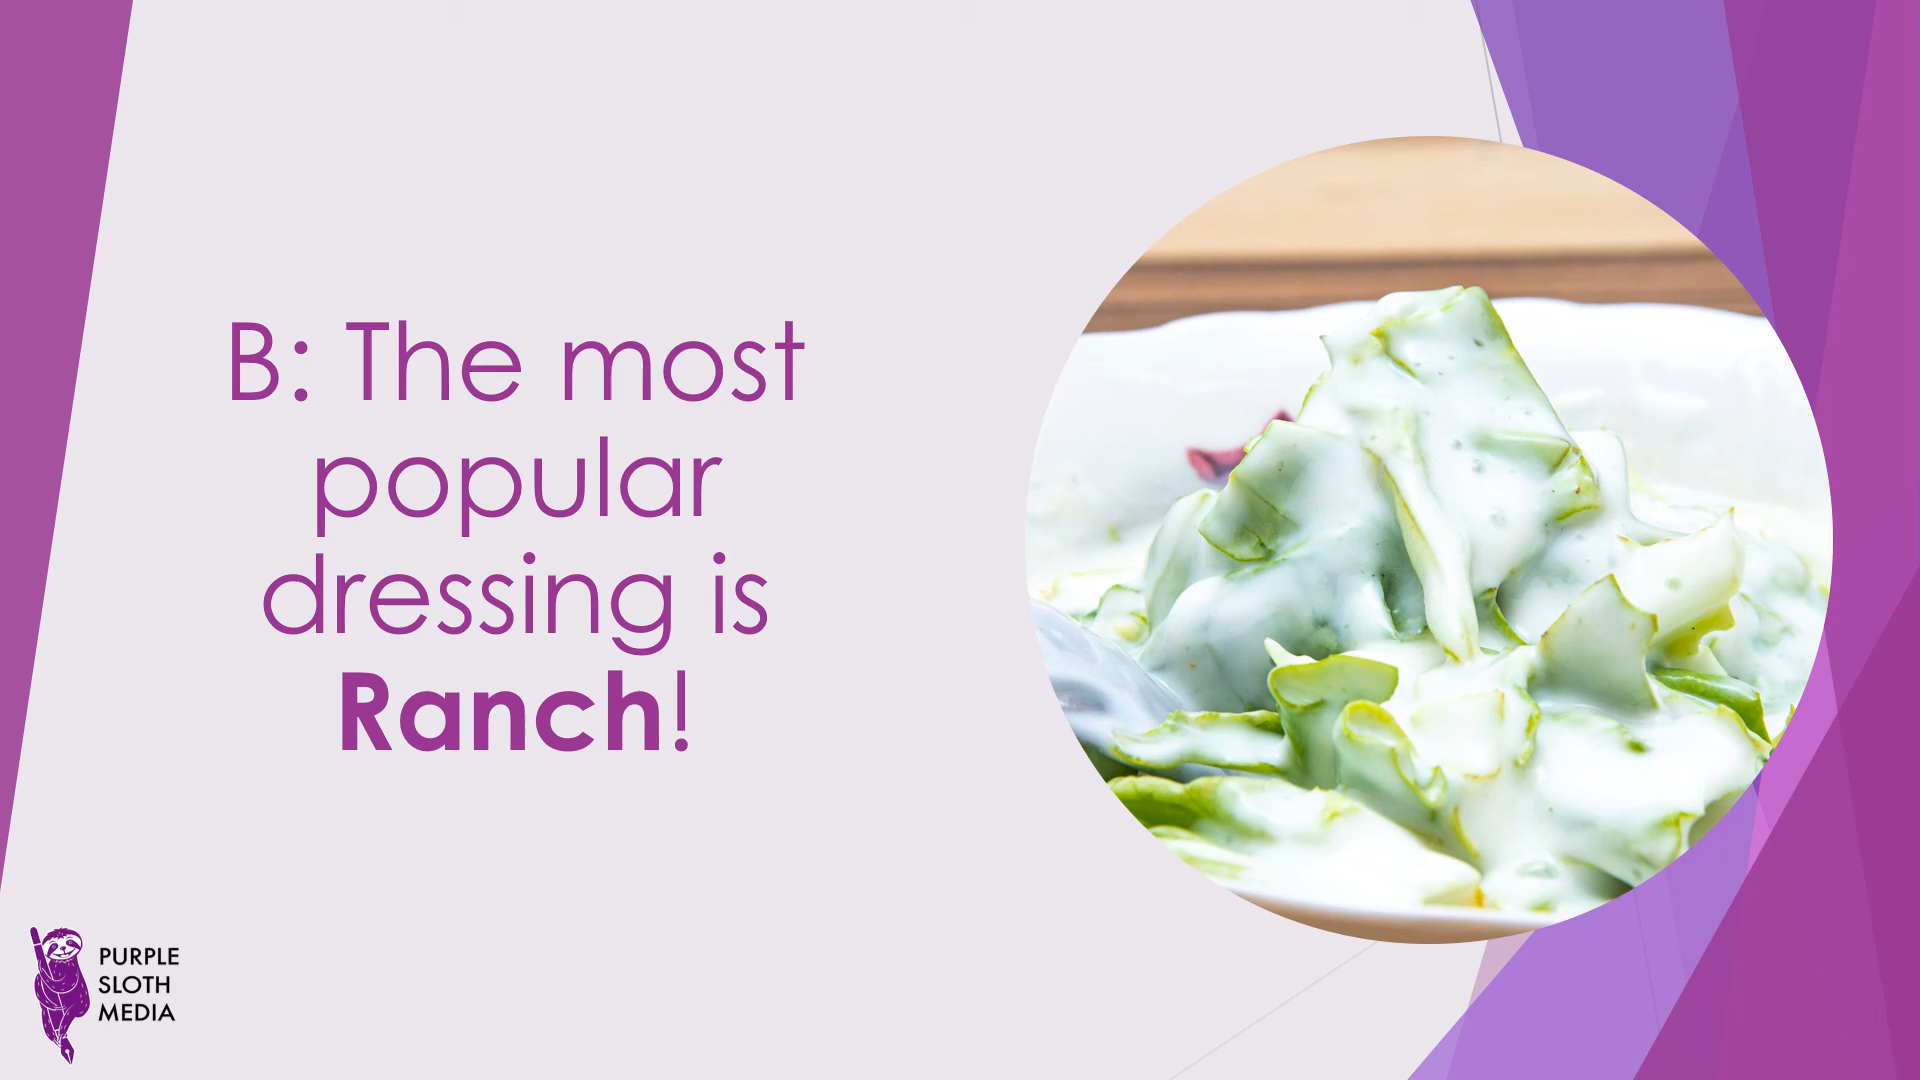 B: The most
popular
dressing is
Ranch!
PURPLE
SLOTH
MEDIA